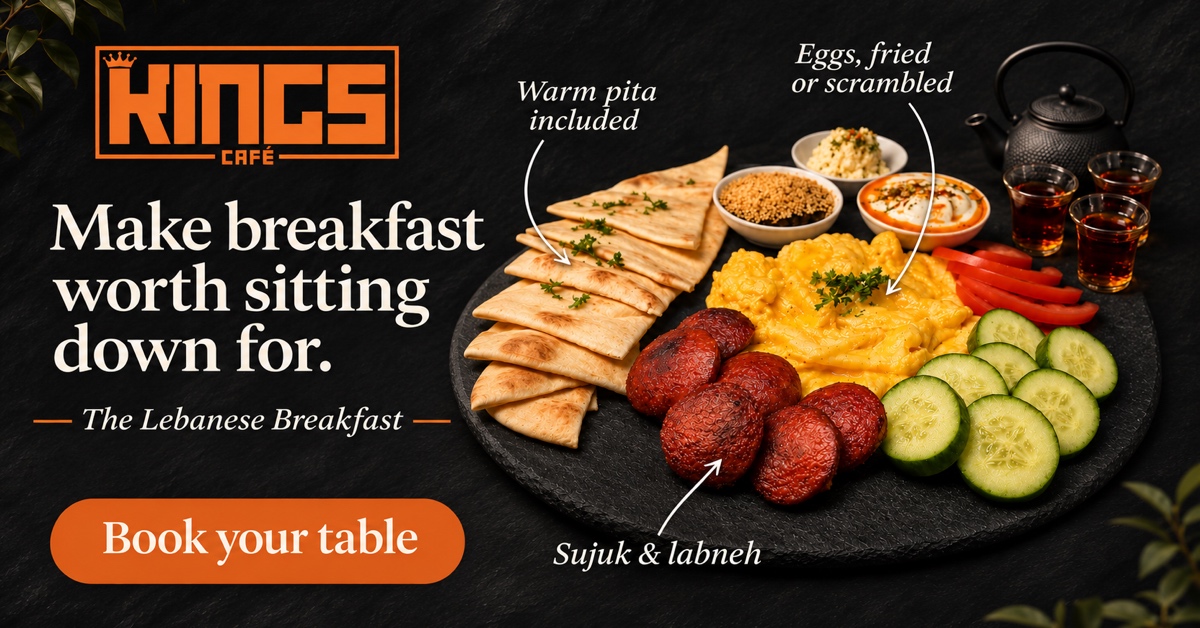 KINGS
CAFÉ
Make breakfast
worth sitting
down for.
The Lebanese Breakfast
Book your table
Warm pita
included
Eggs, fried
or scrambled
Sujuk & labneh